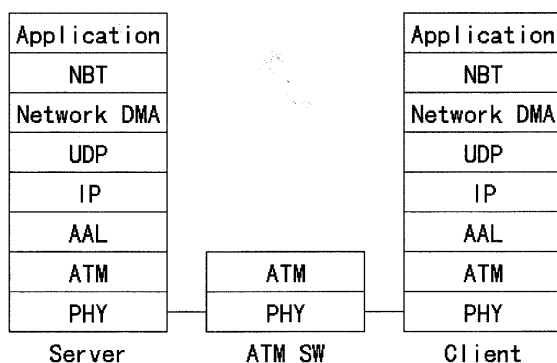 Application
NBT
Network DMA
UDP
IP
AAL
ATM
PHY
Server
ATM
PHY
ATM SW
Application
NBT
Network DMA
UDP
IP
AAL
ATM
PHY
Client